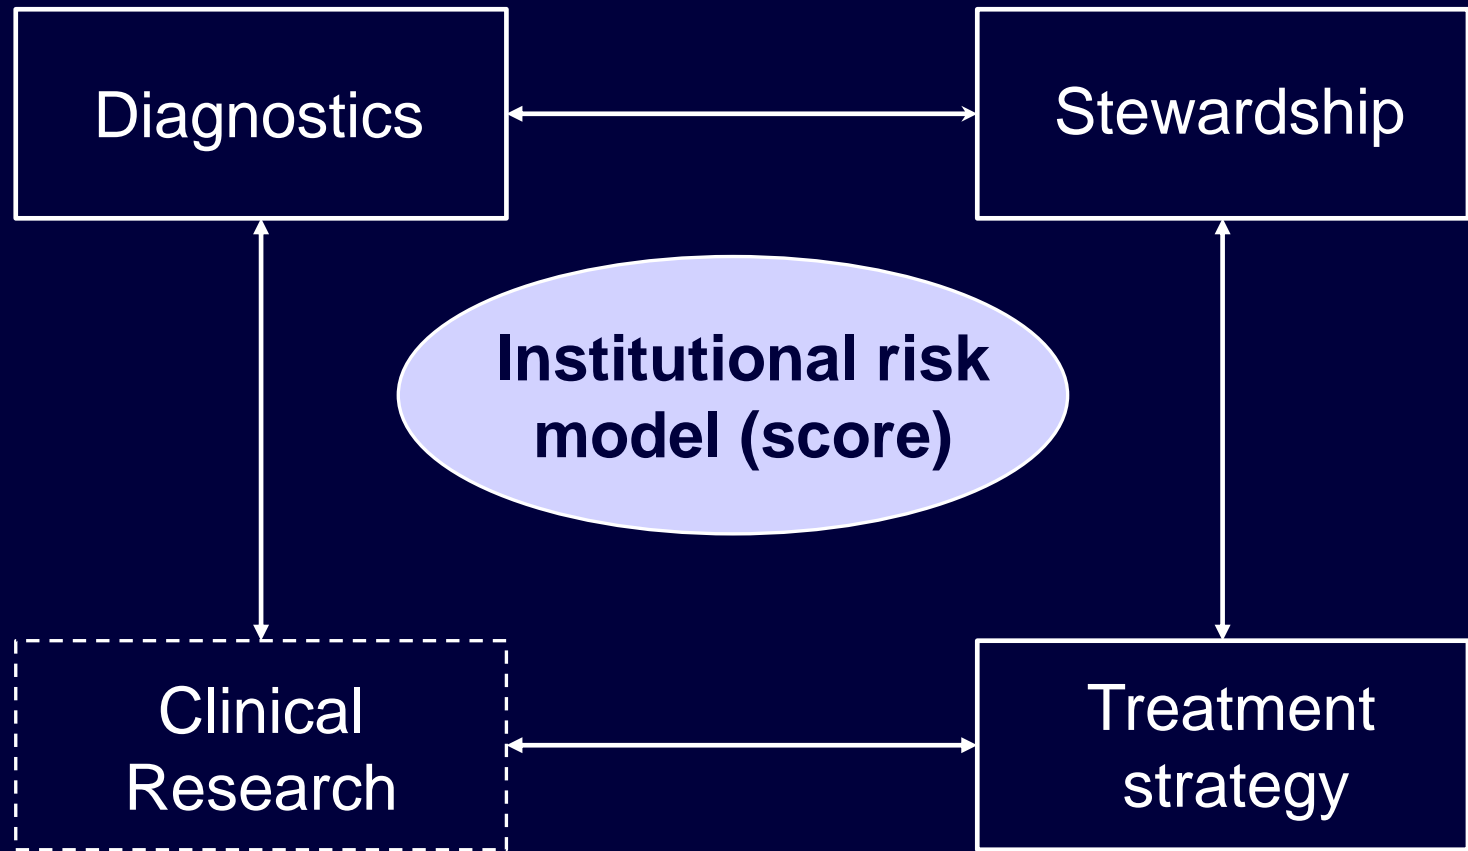 Diagnostics
Stewardship
Institutional risk
model (score)
Clinical
Research
Treatment
strategy